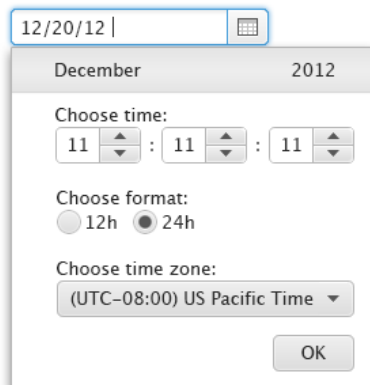 12/20/12
December 2012
Choose time:
11 : 11 : 11
Choose format:
12h 24h
Choose time zone:
(UTC-08:00) US Pacific Time
OK